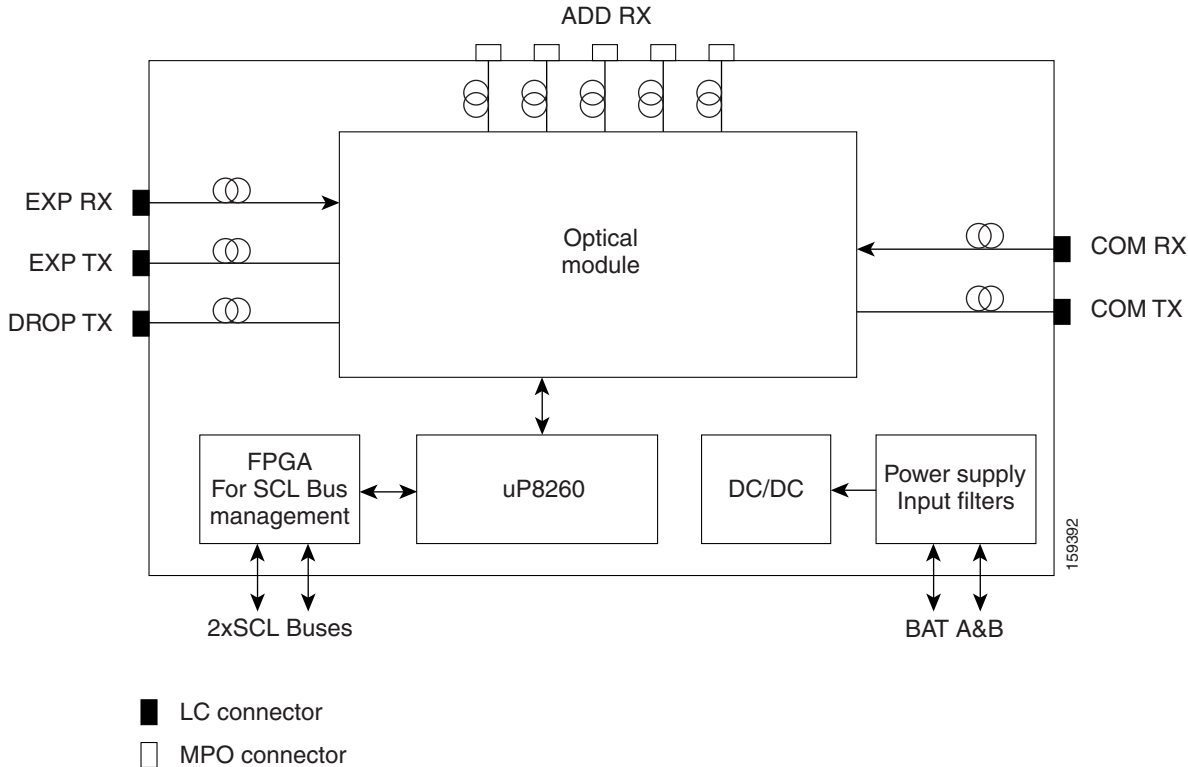 ADD RX
EXP RX
EXP TX
DROP TX
Optical
module
COM RX
COM TX
FPGA
For SCL Bus
management
uP8260
DC/DC
Power supply
Input filters
159392
2xSCL Buses
BAT A&B
LC connector
MPO connector